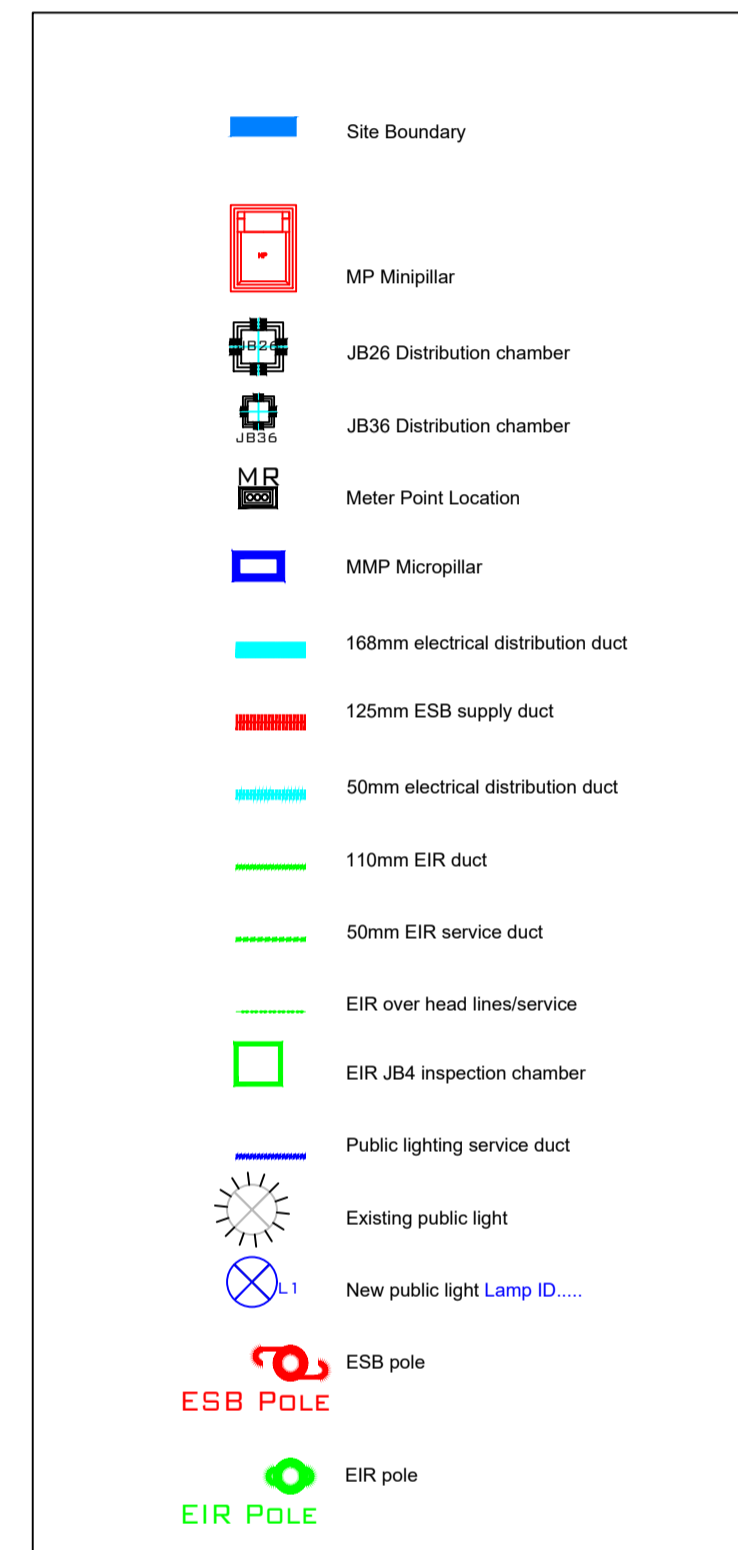 Site Boundary
MP
MP Minipillar
JB26
JB26 Distribution chamber
JB36
JB36 Distribution chamber
MR
Meter Point Location
MMP Micropillar
168mm electrical distribution duct
125mm ESB supply duct
50mm electrical distribution duct
110mm EIR duct
50mm EIR service duct
EIR over head lines/service
EIR JB4 inspection chamber
Public lighting service duct
Existing public light
L1
New public light Lamp ID.....
ESB pole
ESB POLE
EIR pole
EIR POLE